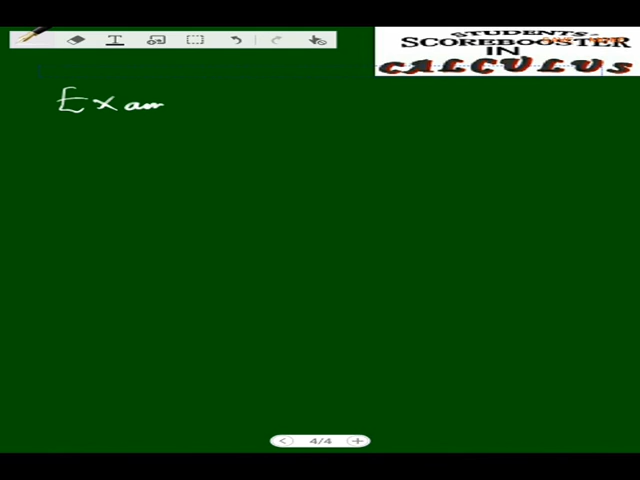 STUDENTS'
SCOREBOOSTER
IN
CALCULUS
Exam
4/4